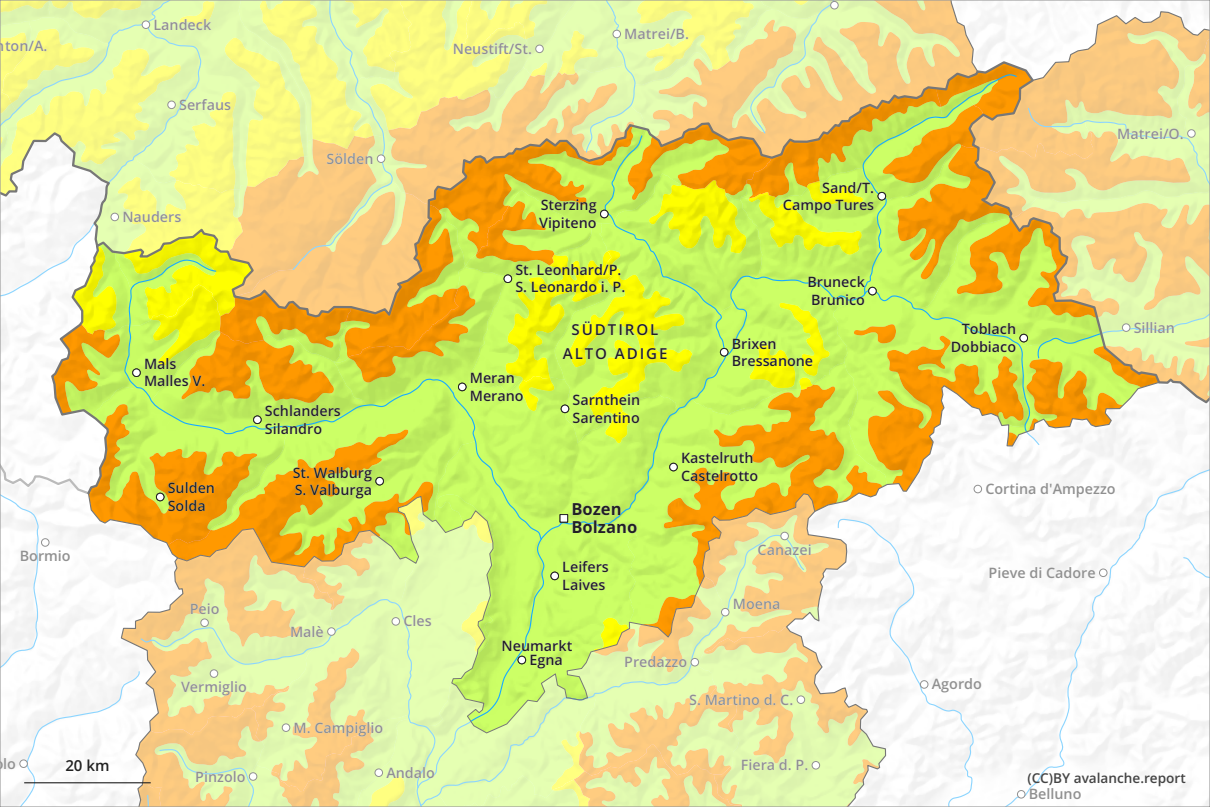 Landeck
Matrei/B.
nton/A.
Neustift/St.
Serfaus
Matrei/O.
Sölden
Sand/T.
Campo Tures
Sterzing
Vipiteno
Nauders
St. Leonhard/P.
S. Leonardo i. P.
Bruneck
Brunico
SÜDTIROL
ALTO ADIGE
Toblach
Dobbiaco
Sillian
Brixen
Bressanone
Mals
Malles V.
Meran
Merano
Sarnthein
Sarentino
Schlanders
Silandro
Kastelruth
Castelrotto
St. Walburg
S. Valburga
Sulden
Solda
Cortina d'Ampezzo
Bozen
Bolzano
Bormio
Canazei
Leifers
Laives
Pieve di Cadore
Peio
Moena
Malè
Cles
Neumarkt
Egna
Predazzo
Vermiglio
Agordo
S. Martino d. C.
M. Campiglio
olo
20 km
Pinzolo
Andalo
Fiera d. P.
(CC)BY avalanche.report
Belluno